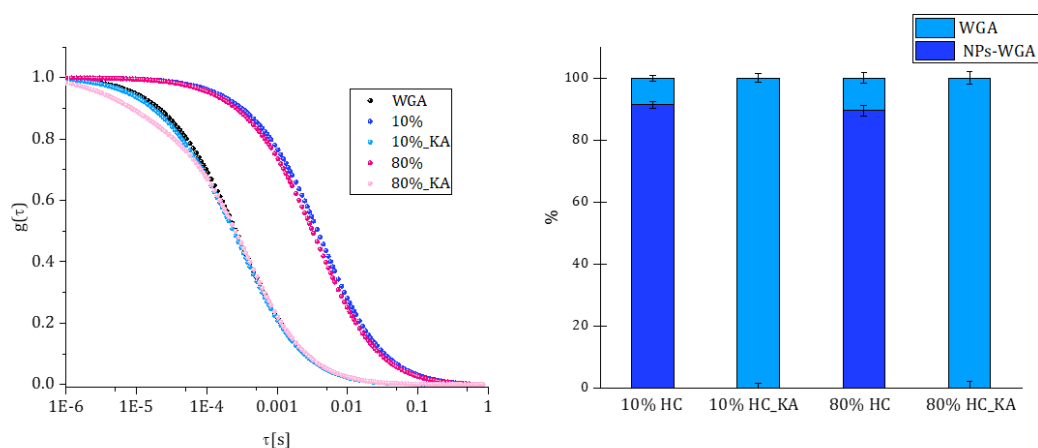 1.0
0.8
0.6
0.4
0.2
0.0
g(τ)
1E-6
1E-5
1E-4
0.001
0.01
0.1
1
τ[s]
WGA
10%
10%_KA
80%
80%_KA
WGA
NPs-WGA
100
80
60
40
20
0
%
10% HC
10% HC_KA
80% HC
80% HC_KA